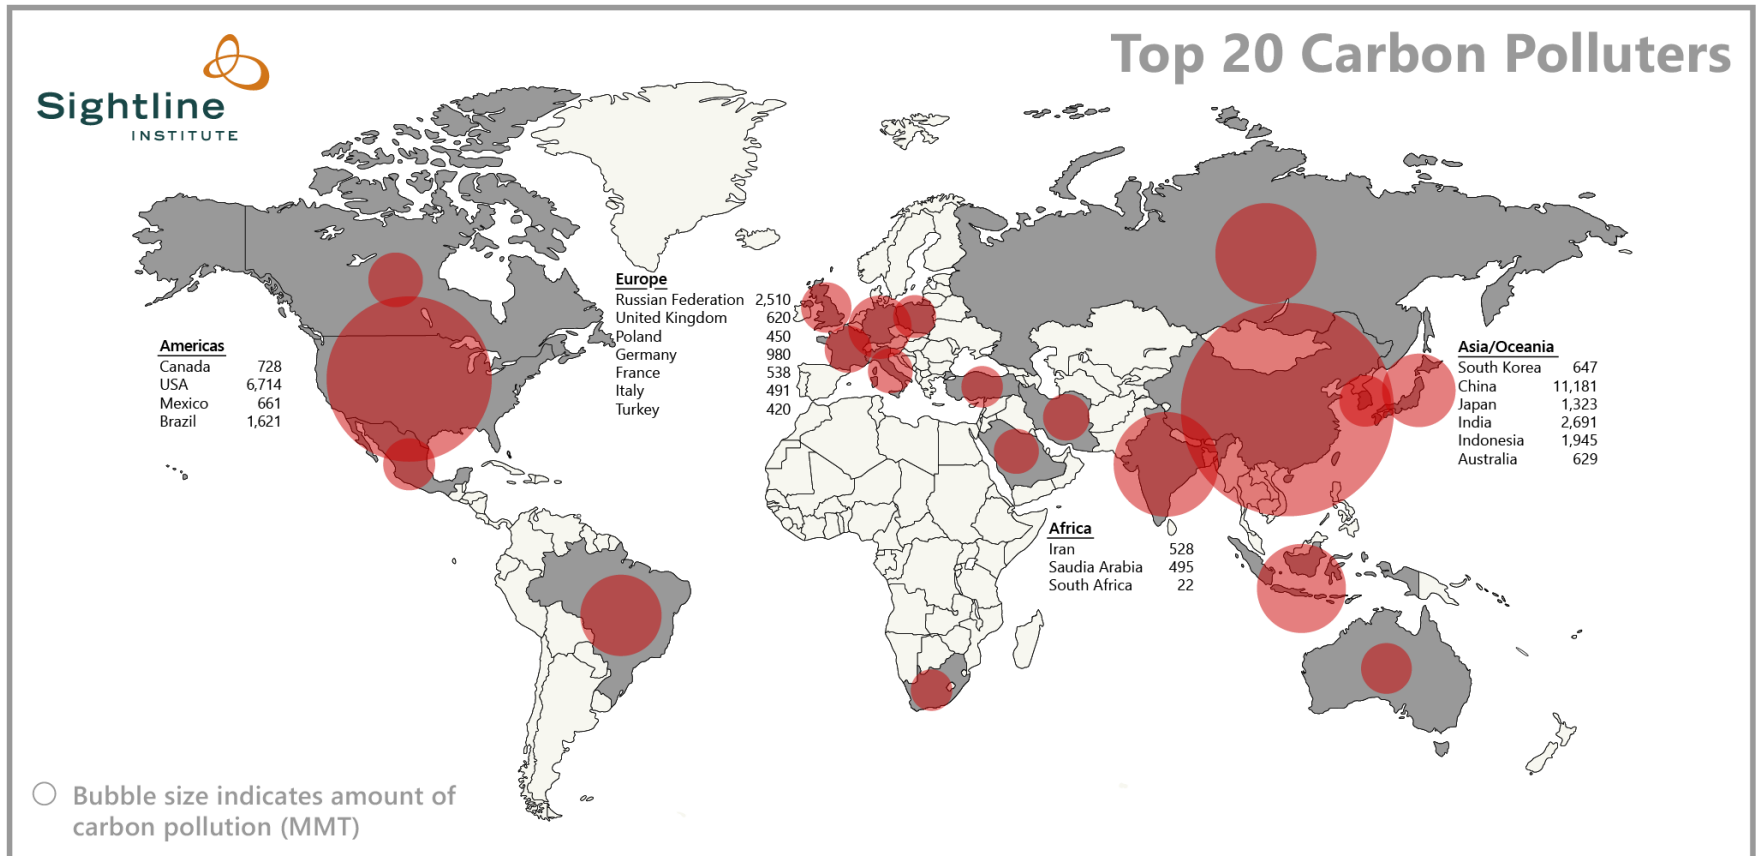 Top 20 Carbon Polluters
Sightline
INSTITUTE
Americas
Canada 728
USA 6,714
Mexico 661
Brazil 1,621
Europe
Russian Federation 2,510
United Kingdom 620
Poland 450
Germany 980
France 538
Italy 491
Turkey 420
Asia/Oceania
South Korea 647
China 11,181
Japan 1,323
India 2,691
Indonesia 1,945
Australia 629
Africa
Iran 528
Saudia Arabia 495
South Africa 22
Bubble size indicates amount of
carbon pollution (MMT)